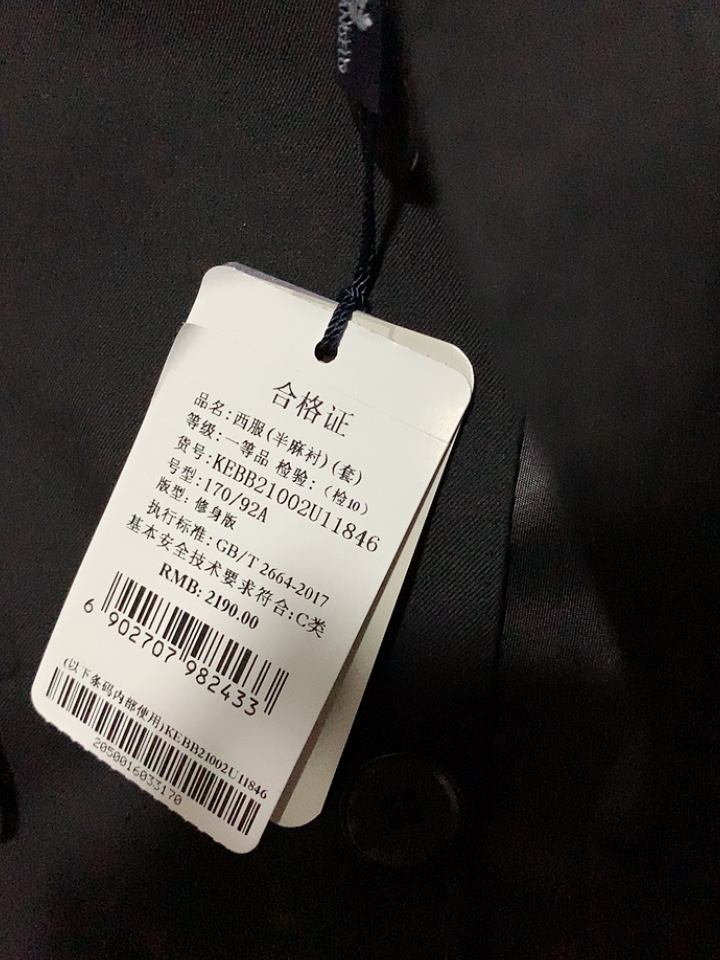 合格证
品名:西服(半麻衬)(套)
等级:一等品 检验:(检10)
货号:KEBB21002U11846
号型:170/92A
版型: 修身版
执行标准: GB/T 2664-2017
基本安全技术要求符合:C类
RMB: 2190.00
6 902707 982433
(以下条码内部使用)KEBB21002U11846
2050016033170